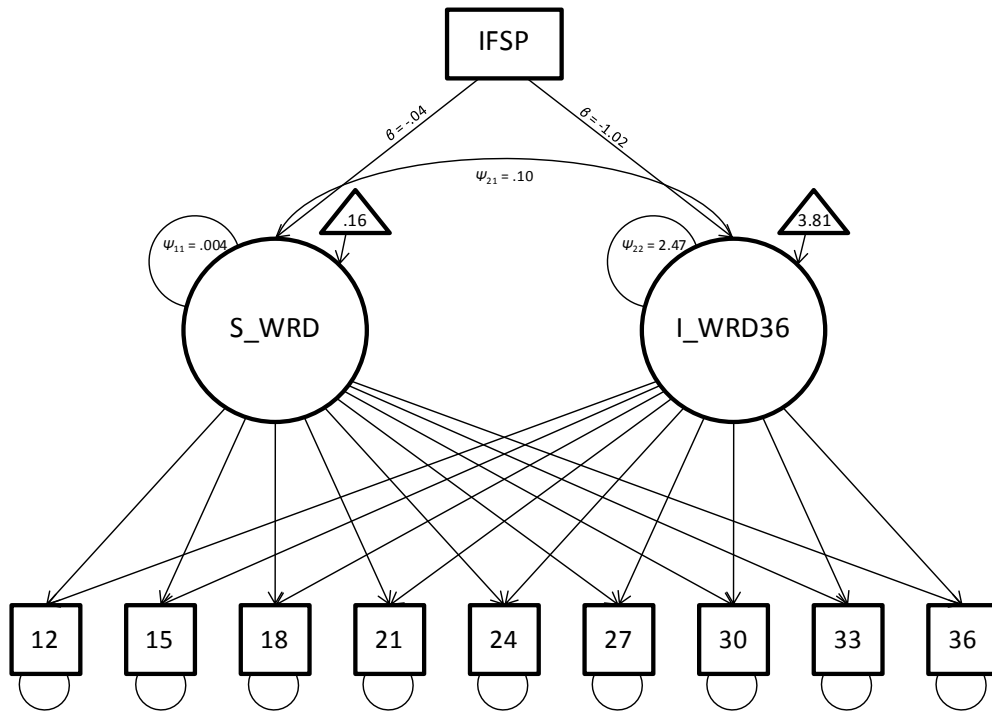 IFSP
β = -.04
β = -1.02
Ψ21 = .10
.16
3.81
Ψ11 = .004
Ψ22 = 2.47
S_WRD
I_WRD36
12 15 18 21 24 27 30 33 36